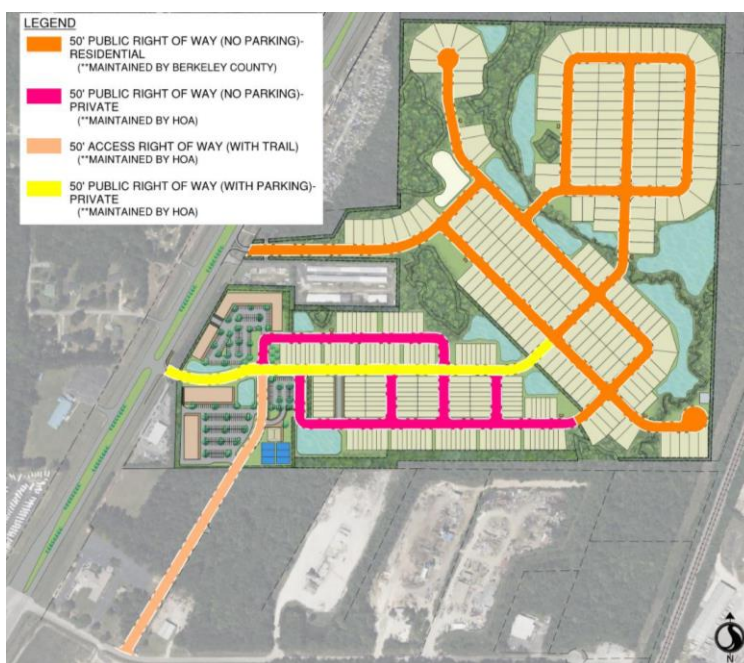 LEGEND
50' PUBLIC RIGHT OF WAY (NO PARKING)-
RESIDENTIAL
(**MAINTAINED BY BERKELEY COUNTY)
50' PUBLIC RIGHT OF WAY (NO PARKING)-
PRIVATE
(**MAINTAINED BY HOA)
50' ACCESS RIGHT OF WAY (WITH TRAIL)
(**MAINTAINED BY HOA)
50' PUBLIC RIGHT OF WAY (WITH PARKING)-
PRIVATE
(**MAINTAINED BY HOA)
N